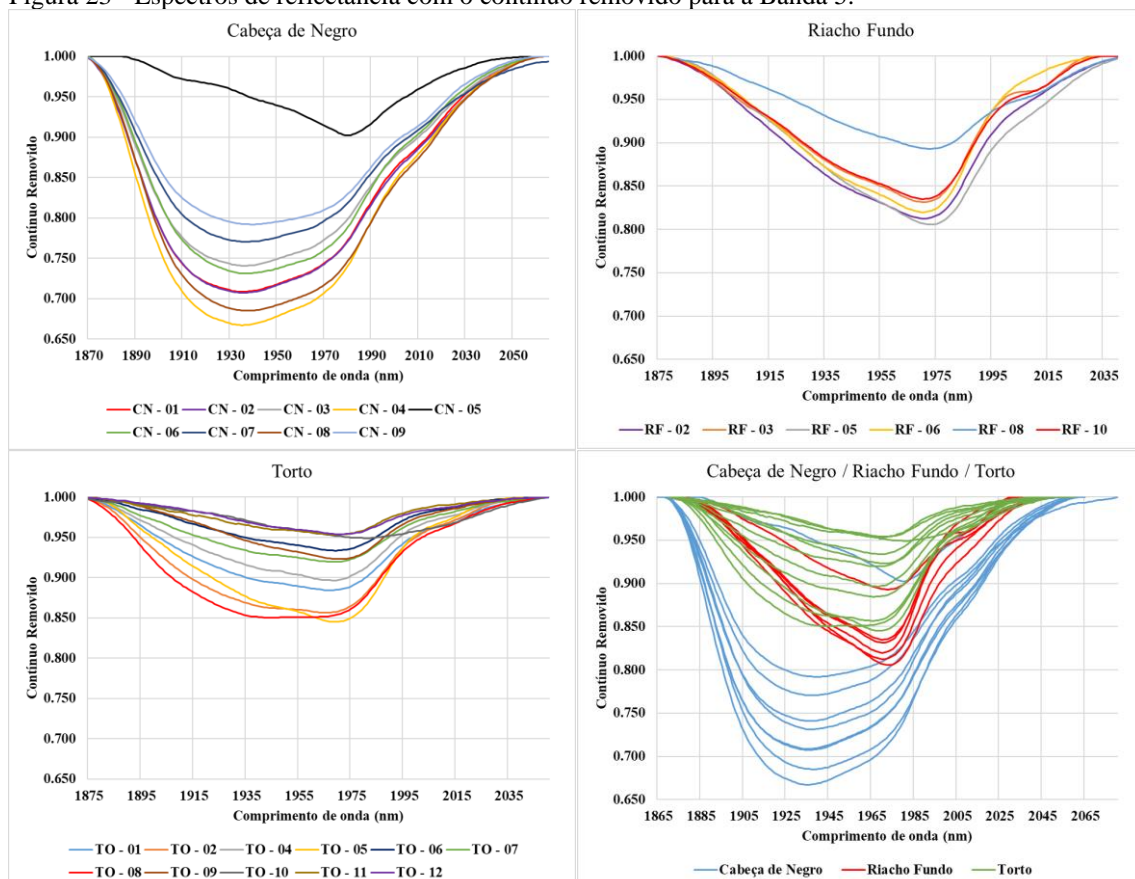 Figura 23 - Espectros de reflectância com o contínuo removido para a Banda 3.
Cabeça de Negro
Contínuo Removido
1.000
0.950
0.900
0.850
0.800
0.750
0.700
0.650
1870 1890 1910 1930 1950 1970 1990 2010 2030 2050
Comprimento de onda (nm)
CN - 01 CN - 02 CN - 03 CN - 04 CN - 05
CN - 06 CN - 07 CN - 08 CN - 09
Riacho Fundo
Contínuo Removido
1.000
0.950
0.900
0.850
0.800
0.750
0.700
0.650
1875 1895 1915 1935 1955 1975 1995 2015 2035
Comprimento de onda (nm)
RF - 02 RF - 03 RF - 05 RF - 06 RF - 08 RF - 10
Torto
Contínuo Removido
1.000
0.950
0.900
0.850
0.800
0.750
0.700
0.650
1875 1895 1915 1935 1955 1975 1995 2015 2035
Comprimento de onda (nm)
TO - 01 TO - 02 TO - 04 TO - 05 TO - 06 TO - 07
TO - 08 TO - 09 TO -10 TO - 11 TO - 12
Cabeça de Negro / Riacho Fundo / Torto
Contínuo Removido
1.000
0.950
0.900
0.850
0.800
0.750
0.700
0.650
1865 1885 1905 1925 1945 1965 1985 2005 2025 2045 2065
Comprimento de onda (nm)
Cabeça de Negro Riacho Fundo Torto